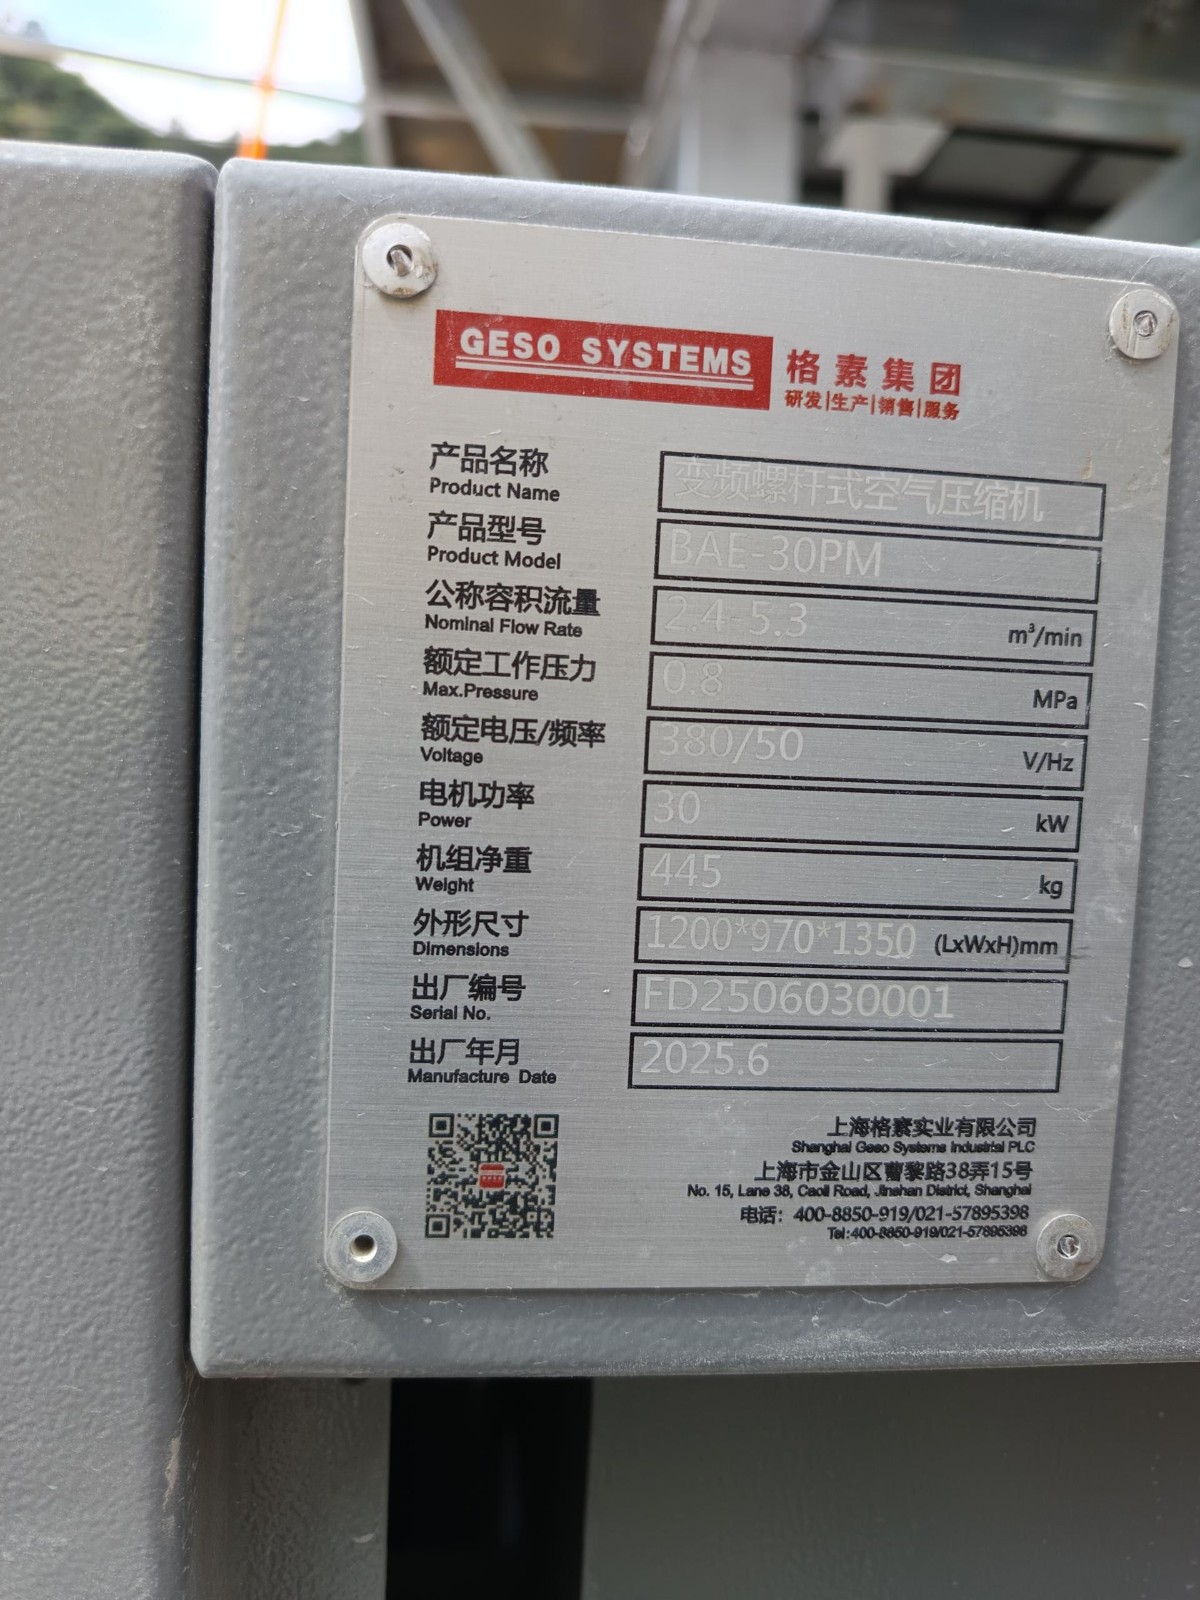 GESO SYSTEMS 格素集团
研发|生产|销售|服务
产品名称 变频螺杆式空气压缩机
Product Name
产品型号 BAE-30PM
Product Model
公称容积流量 2.4-5.3 m³/min
Nominal Flow Rate
额定工作压力 0.8 MPa
Max.Pressure
额定电压/频率 380/50 V/Hz
Voltage
电机功率 30 kW
Power
机组净重 445 kg
Weight
外形尺寸 1200*970*1350 (LxWxH)mm
Dimensions
出厂编号 FD2506030001
Serial No.
出厂年月 2025.6
Manufacture Date
上海格素实业有限公司
Shanghai Geso Systems Industrial PLC
上海市金山区曹黎路38弄15号
No. 15, Lane 38, Caoli Road, Jinshan District, Shanghai
电话：400-8850-919/021-57895398
Tel:400-8850-919/021-57895398